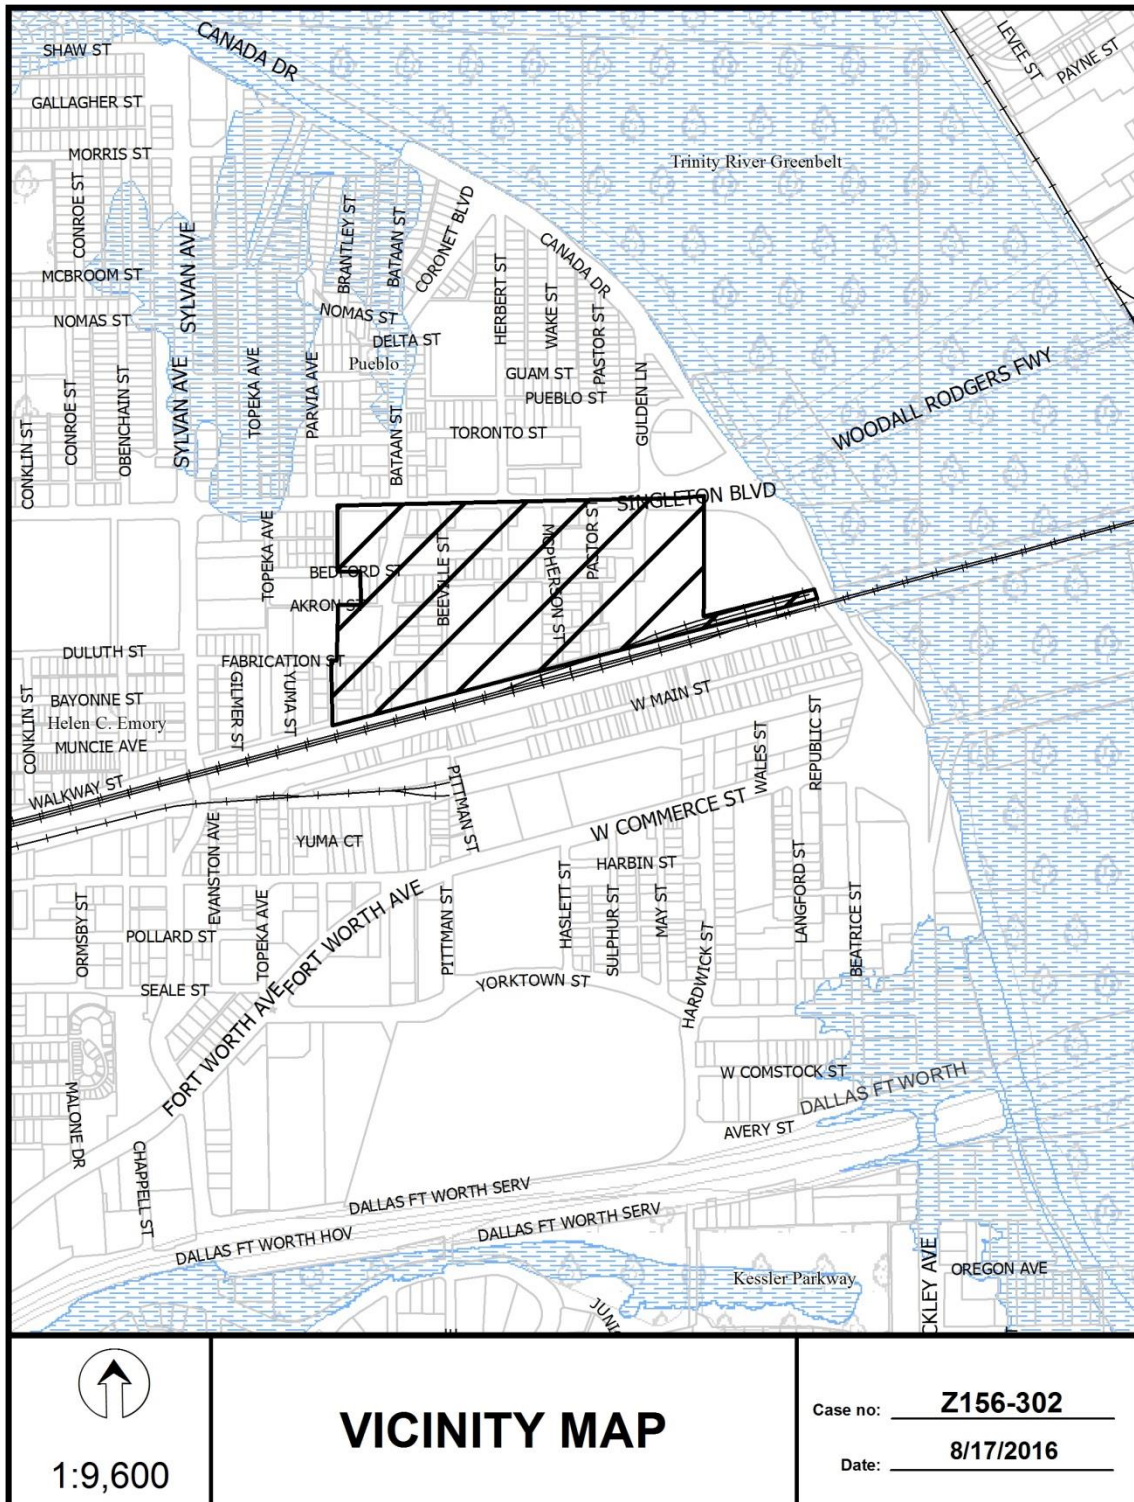 SHAW ST
CANADA DR
LEVEE ST
PAYNE ST
GALLAGHER ST
MORRIS ST
Trinity River Greenbelt
CONROE ST
SYLVAN AVE
BRANTLEY ST
BATAAN ST
CORONET BLVD
CANADA DR
MCBROOM ST
HERBERT ST
WAKE ST
PASTOR ST
NOMAS ST
NOMAS ST
DELTA ST
Pueblo
GUAM ST
PUEBLO ST
WOODALL RODGERS FWY
CONKLIN ST
CONROE ST
OBENCHAIN ST
SYLVAN AVE
TOPEKA AVE
PARVIA AVE
BATAAN ST
TORONTO ST
GULDEN LN
SINGLETON BLVD
TOPEKA AVE
BEDFORD ST
BEEVILLE ST
MCPHERSON ST
PASTOR ST
AKRON ST
DULUTH ST
FABRICATION ST
CONKLIN ST
BAYONNE ST
Helen C. Emory
MUNCIE AVE
GILMER ST
YUMA ST
W MAIN ST
WALES ST
REPUBLIC ST
WALKWAY ST
PITTMAN ST
W COMMERCE ST
EVANSTON AVE
YUMA CT
HARBIN ST
ORMSBY ST
POLLARD ST
TOPEKA AVE
FORT WORTH AVE
PITTMAN ST
HASLETT ST
SULPHUR ST
MAY ST
HARDWICK ST
LANGFORD ST
BEATRICE ST
SEALE ST
YORKTOWN ST
FORT WORTH AVE
MALONE DR
W COMSTOCK ST
DALLAS FT WORTH
AVERY ST
CHAPPELL ST
DALLAS FT WORTH SERV
DALLAS FT WORTH HOV
DALLAS FT WORTH SERV
Kessler Parkway
CKLEY AVE
OREGON AVE
JUNI
1:9,600
VICINITY MAP
Case no: Z156-302
Date: 8/17/2016